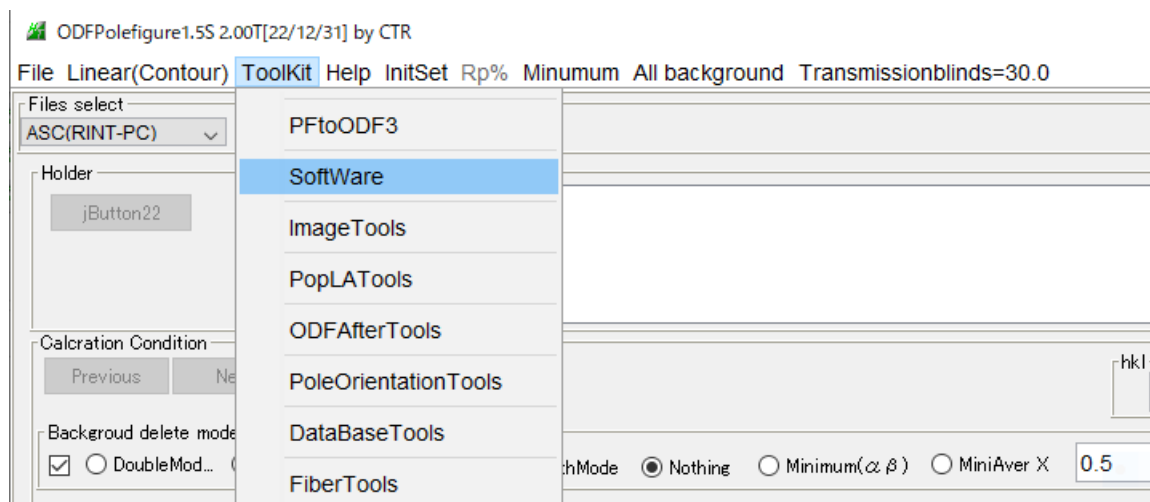 ODFPolefigure1.5S 2.00T[22/12/31] by CTR
File Linear(Contour) ToolKit Help InitSet Rp% Minumum All background Transmissionblinds=30.0
Files select
ASC(RINT-PC)
PFtoODF3
Holder
SoftWare
jButton22
ImageTools
PopLATools
ODFAfterTools
Calcration Condition
Previous
PoleOrientationTools
hkl
Backgroud delete mode
DataBaseTools
DoubleMod... Nothing Minimum(αβ) MiniAver X 0.5
FiberTools